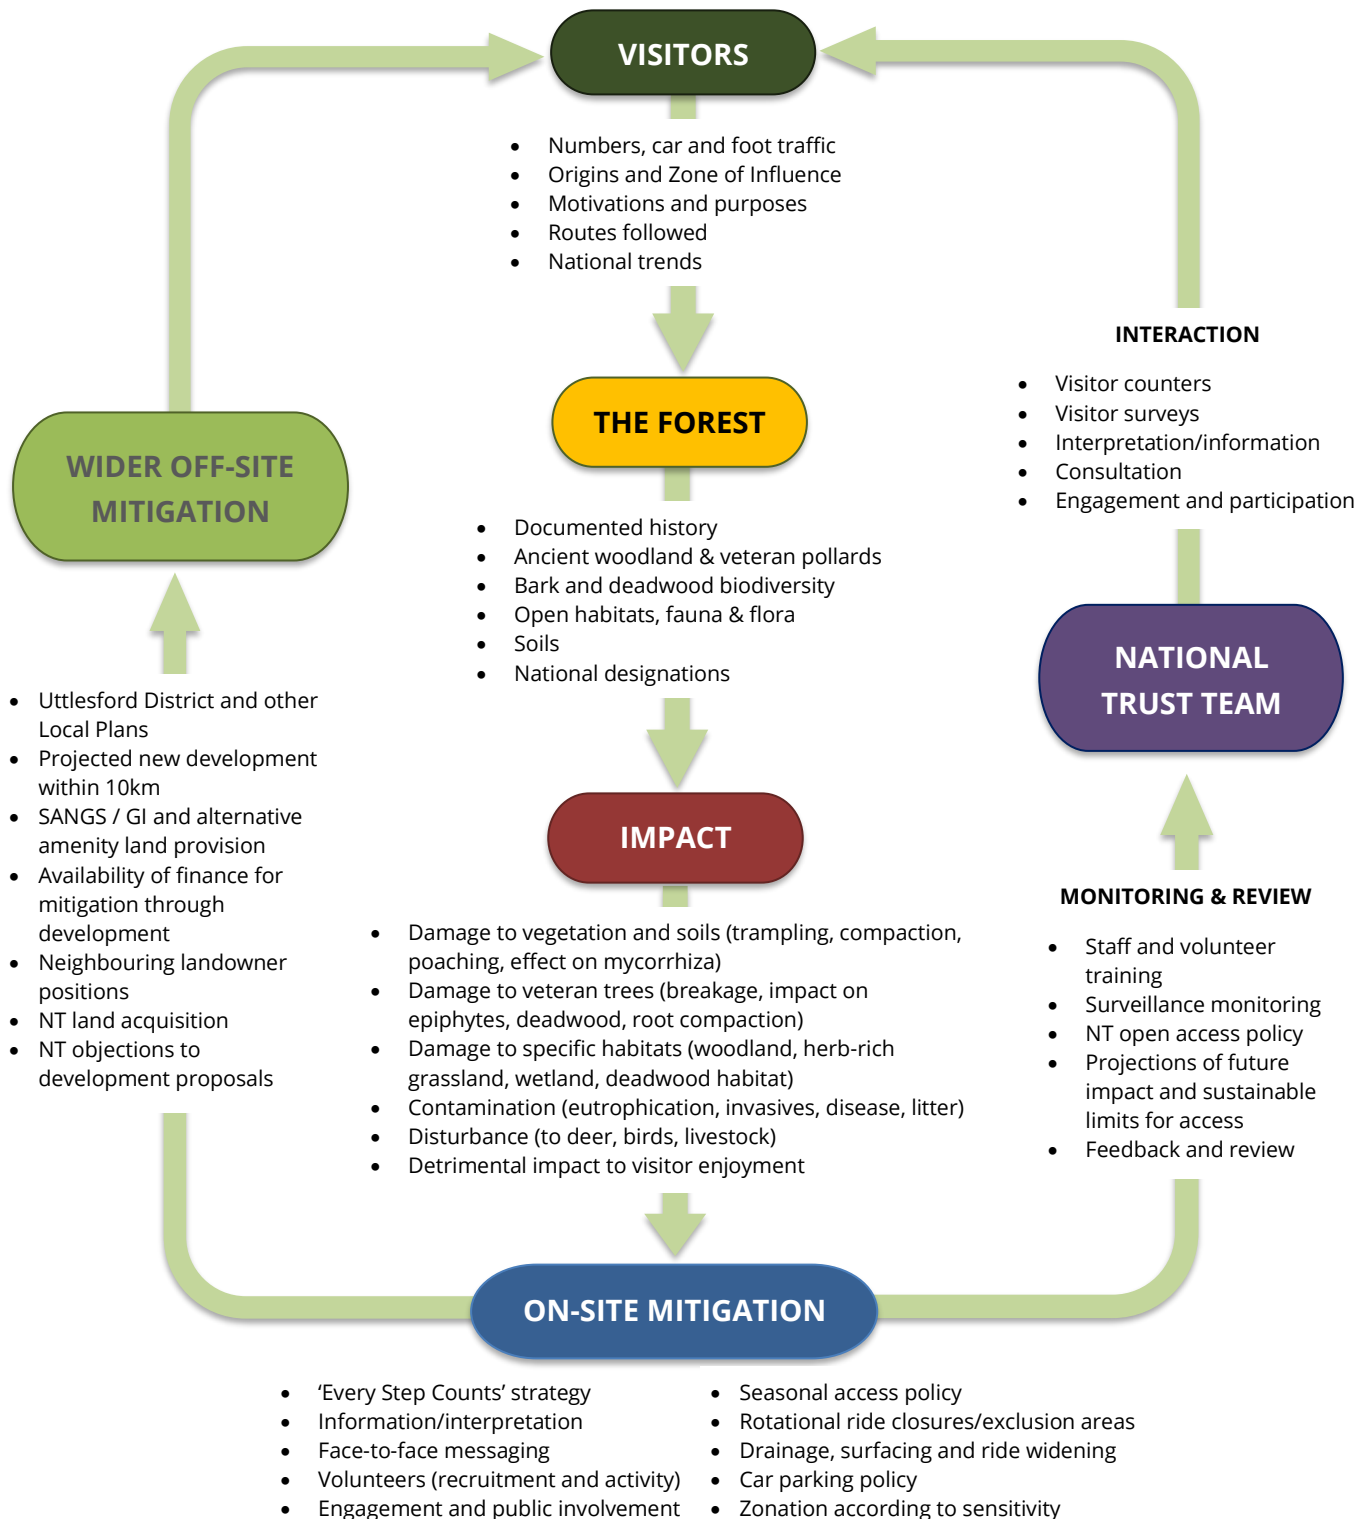 VISITORS
• Numbers, car and foot traffic
• Origins and Zone of Influence
• Motivations and purposes
• Routes followed
• National trends
THE FOREST
• Documented history
• Ancient woodland & veteran pollards
• Bark and deadwood biodiversity
• Open habitats, fauna & flora
• Soils
• National designations
IMPACT
• Damage to vegetation and soils (trampling, compaction,
poaching, effect on mycorrhiza)
• Damage to veteran trees (breakage, impact on
epiphytes, deadwood, root compaction)
• Damage to specific habitats (woodland, herb-rich
grassland, wetland, deadwood habitat)
• Contamination (eutrophication, invasives, disease, litter)
• Disturbance (to deer, birds, livestock)
• Detrimental impact to visitor enjoyment
ON-SITE MITIGATION
• ‘Every Step Counts’ strategy
• Information/interpretation
• Face-to-face messaging
• Volunteers (recruitment and activity)
• Engagement and public involvement
• Seasonal access policy
• Rotational ride closures/exclusion areas
• Drainage, surfacing and ride widening
• Car parking policy
• Zonation according to sensitivity
WIDER OFF-SITE
MITIGATION
• Uttlesford District and other
Local Plans
• Projected new development
within 10km
• SANGS / GI and alternative
amenity land provision
• Availability of finance for
mitigation through
development
• Neighbouring landowner
positions
• NT land acquisition
• NT objections to
development proposals
INTERACTION
• Visitor counters
• Visitor surveys
• Interpretation/information
• Consultation
• Engagement and participation
NATIONAL
TRUST TEAM
MONITORING & REVIEW
• Staff and volunteer
training
• Surveillance monitoring
• NT open access policy
• Projections of future
impact and sustainable
limits for access
• Feedback and review